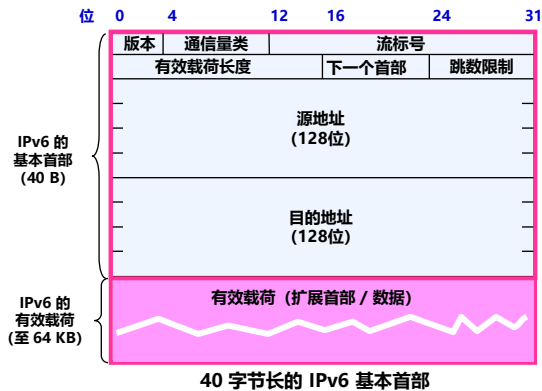 位 0 4 12 16 24 31
版本 通信量类 流标号
有效载荷长度 下一个首部 跳数限制
源地址
(128位)
目的地址
(128位)
IPv6 的
基本首部
(40 B)
有效载荷（扩展首部 / 数据）
IPv6 的
有效载荷
(至 64 KB)
40 字节长的 IPv6 基本首部